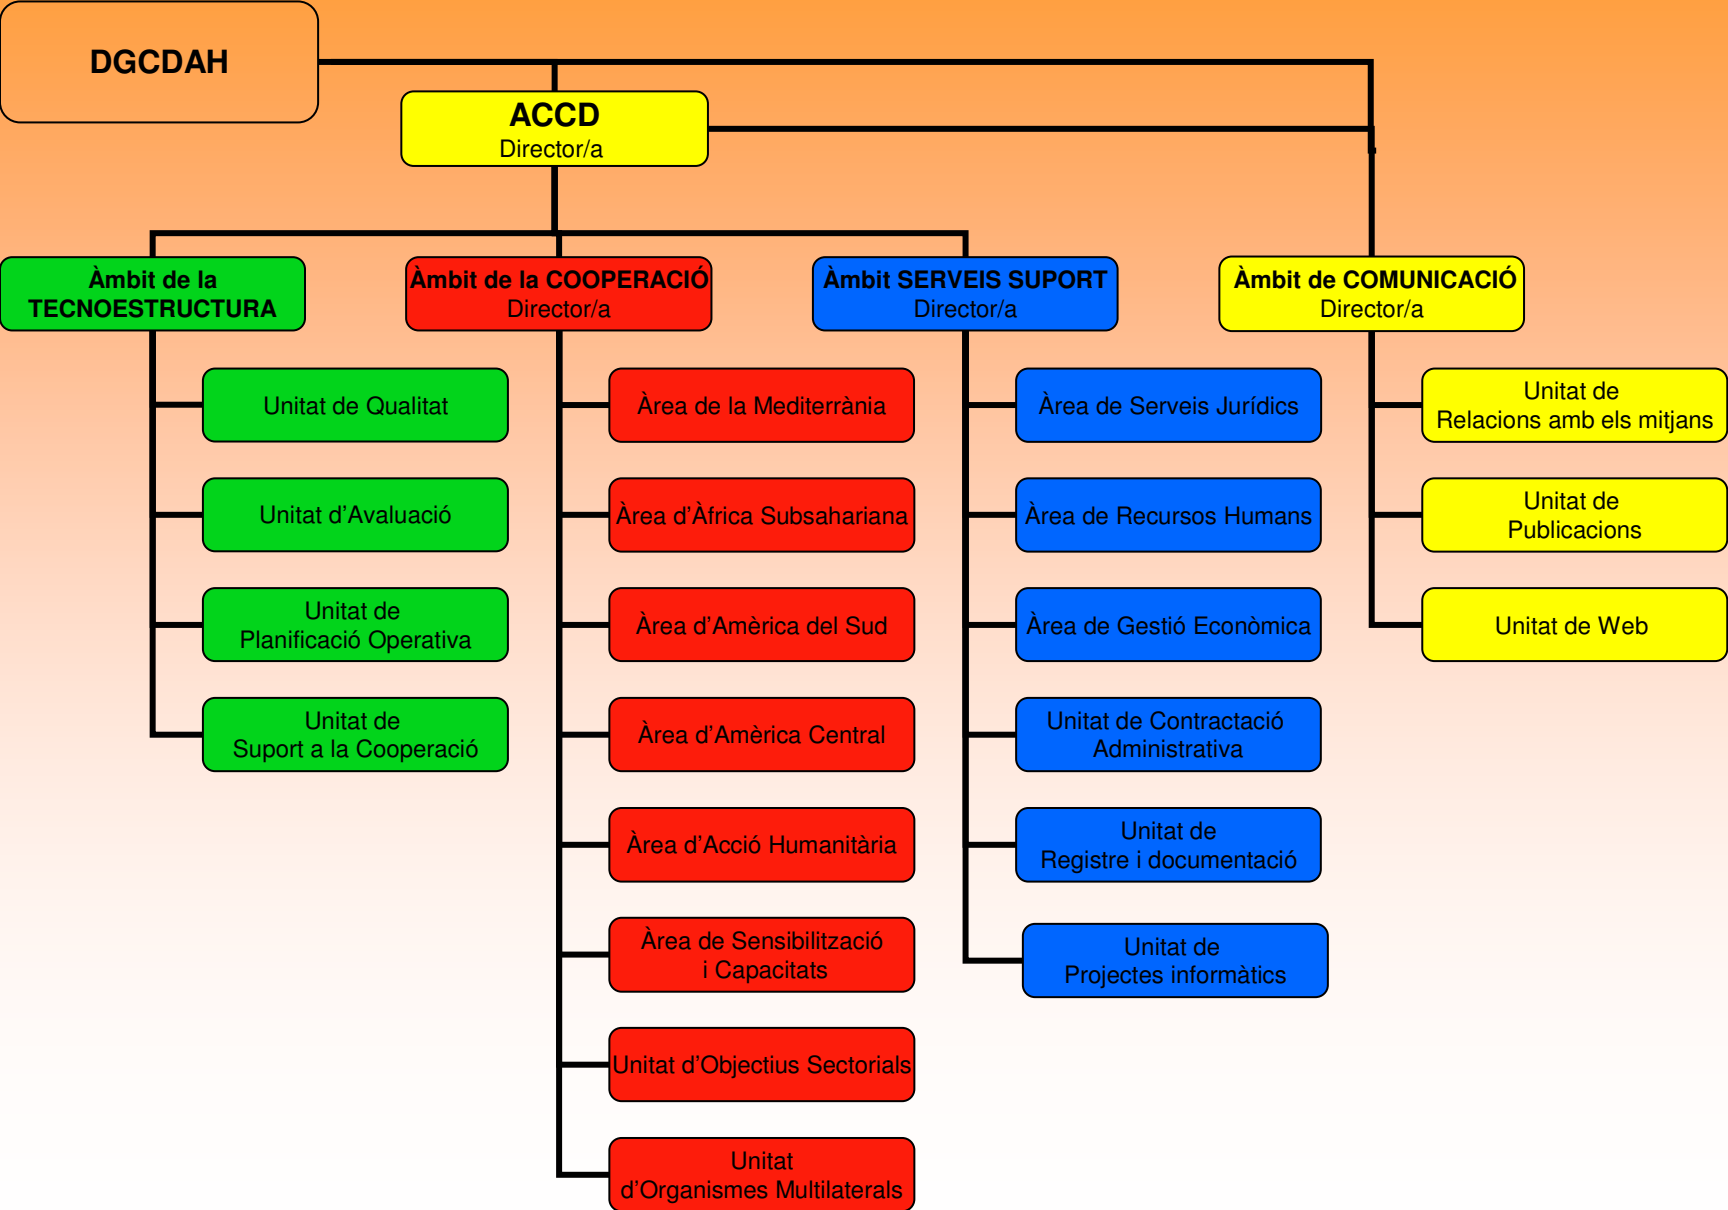 DGCDAH
ACCD
Director/a
Àmbit de la
TECNOESTRUCTURA
Unitat de Qualitat
Unitat d’Avaluació
Unitat de
Planificació Operativa
Unitat de
Suport a la Cooperació
Àmbit de la COOPERACIÓ
Director/a
Àrea de la Mediterrània
Àrea d’Àfrica Subsahariana
Àrea d’Amèrica del Sud
Àrea d’Amèrica Central
Àrea d’Acció Humanitària
Àrea de Sensibilització
i Capacitats
Unitat d’Objectius Sectorials
Unitat
d’Organismes Multilaterals
Àmbit SERVEIS SUPORT
Director/a
Àrea de Serveis Jurídics
Àrea de Recursos Humans
Àrea de Gestió Econòmica
Unitat de Contractació
Administrativa
Unitat de
Registre i documentació
Unitat de
Projectes informàtics
Àmbit de COMUNICACIÓ
Director/a
Unitat de
Relacions amb els mitjans
Unitat de
Publicacions
Unitat de Web